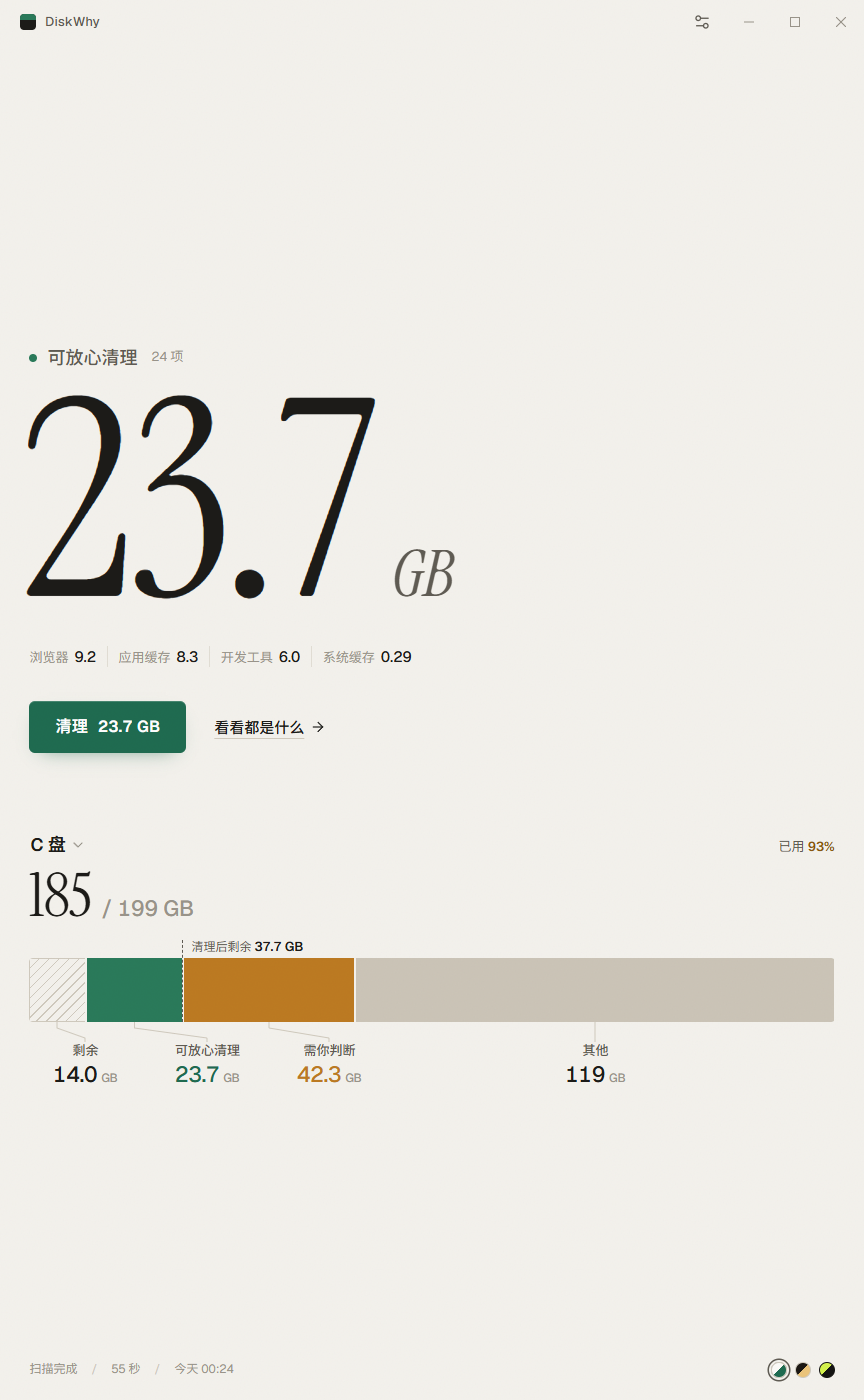 DiskWhy
可放心清理 24 项
23.7 GB
浏览器 9.2 应用缓存 8.3 开发工具 6.0 系统缓存 0.29
清理 23.7 GB 看看都是什么 →
C 盘 已用 93%
185 / 199 GB
清理后剩余 37.7 GB
剩余 可放心清理 需你判断 其他
14.0 GB 23.7 GB 42.3 GB 119 GB
扫描完成 / 55 秒 / 今天 00:24